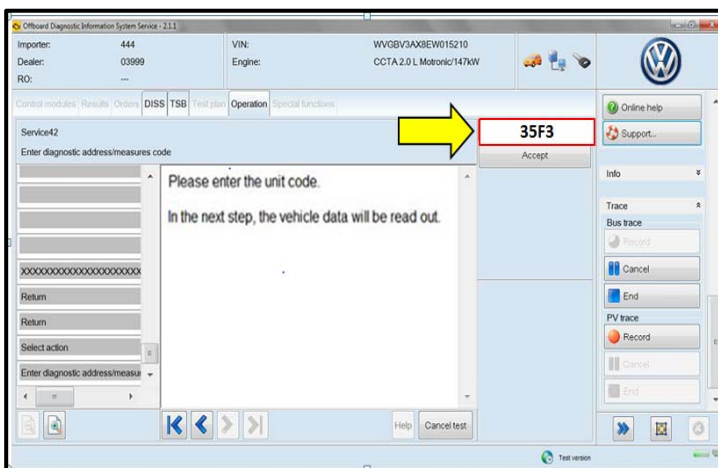 Offboard Diagnostic Information System Service - 2.1.1
Importer: 444 VIN: WVGBV3AX8EW015210
Dealer: 03999 Engine: CCTA 2.0 L Motronic/147kW
RO: ---
Control modules Results Orders DISS TSB Test plan Operation Special functions
Service42
Enter diagnostic address/measures code
35F3
Accept
Please enter the unit code.
In the next step, the vehicle data will be read out.
XXXXXXXXXXXXXXXXXXXXXX
Return
Return
Select action
Enter diagnostic address/measu
Help Cancel test
Online help
Support...
Info
Trace
Bus trace
Record
Cancel
End
PV trace
Record
Cancel
End
Test version